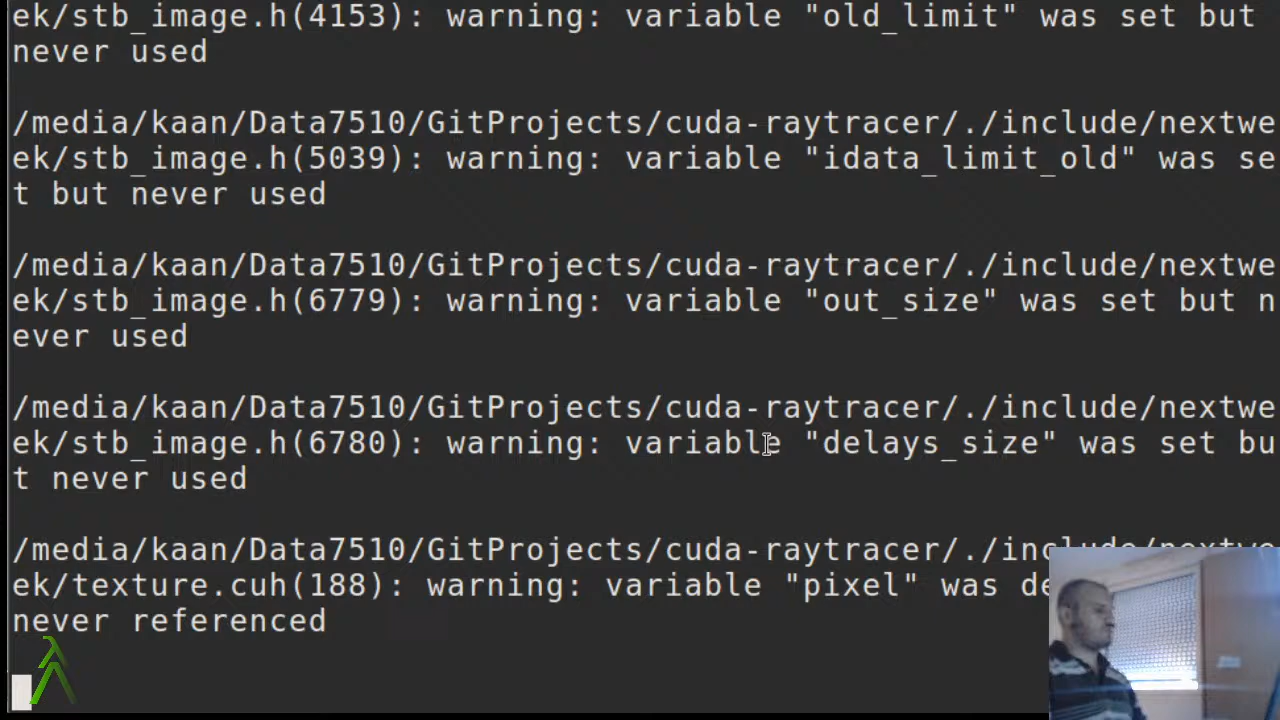 ek/stb_image.h(4153): warning: variable "old_limit" was set but
never used
/media/kaan/Data7510/GitProjects/cuda-raytracer/./include/nextwe
ek/stb_image.h(5039): warning: variable "idata_limit_old" was se
t but never used
/media/kaan/Data7510/GitProjects/cuda-raytracer/./include/nextwe
ek/stb_image.h(6779): warning: variable "out_size" was set but n
ever used
/media/kaan/Data7510/GitProjects/cuda-raytracer/./include/nextwe
ek/stb_image.h(6780): warning: variable "delays_size" was set bu
t never used
/media/kaan/Data7510/GitProjects/cuda-raytracer/./include/nextwe
ek/texture.cuh(188): warning: variable "pixel" was de
never referenced